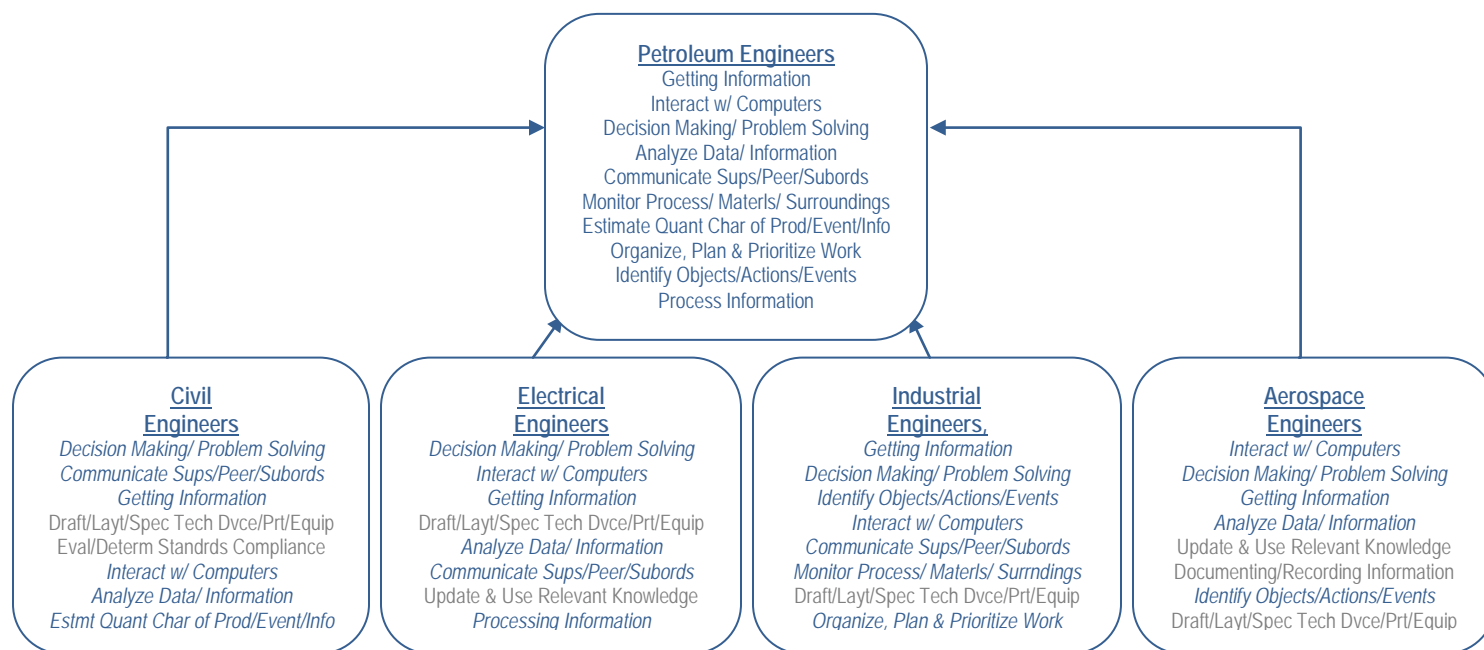 Petroleum Engineers
Getting Information
Interact w/ Computers
Decision Making/ Problem Solving
Analyze Data/ Information
Communicate Sups/Peer/Subords
Monitor Process/ Materls/ Surroundings
Estimate Quant Char of Prod/Event/Info
Organize, Plan & Prioritize Work
Identify Objects/Actions/Events
Process Information
Civil
Engineers
Decision Making/ Problem Solving
Communicate Sups/Peer/Subords
Getting Information
Draft/Layt/Spec Tech Dvce/Prt/Equip
Eval/Determ Standrds Compliance
Interact w/ Computers
Analyze Data/ Information
Estmt Quant Char of Prod/Event/Info
Electrical
Engineers
Decision Making/ Problem Solving
Interact w/ Computers
Getting Information
Draft/Layt/Spec Tech Dvce/Prt/Equip
Analyze Data/ Information
Communicate Sups/Peer/Subords
Update & Use Relevant Knowledge
Processing Information
Industrial
Engineers,
Getting Information
Decision Making/ Problem Solving
Identify Objects/Actions/Events
Interact w/ Computers
Communicate Sups/Peer/Subords
Monitor Process/ Materls/ Surrndings
Draft/Layt/Spec Tech Dvce/Prt/Equip
Organize, Plan & Prioritize Work
Aerospace
Engineers
Interact w/ Computers
Decision Making/ Problem Solving
Getting Information
Analyze Data/ Information
Update & Use Relevant Knowledge
Documenting/Recording Information
Identify Objects/Actions/Events
Draft/Layt/Spec Tech Dvce/Prt/Equip